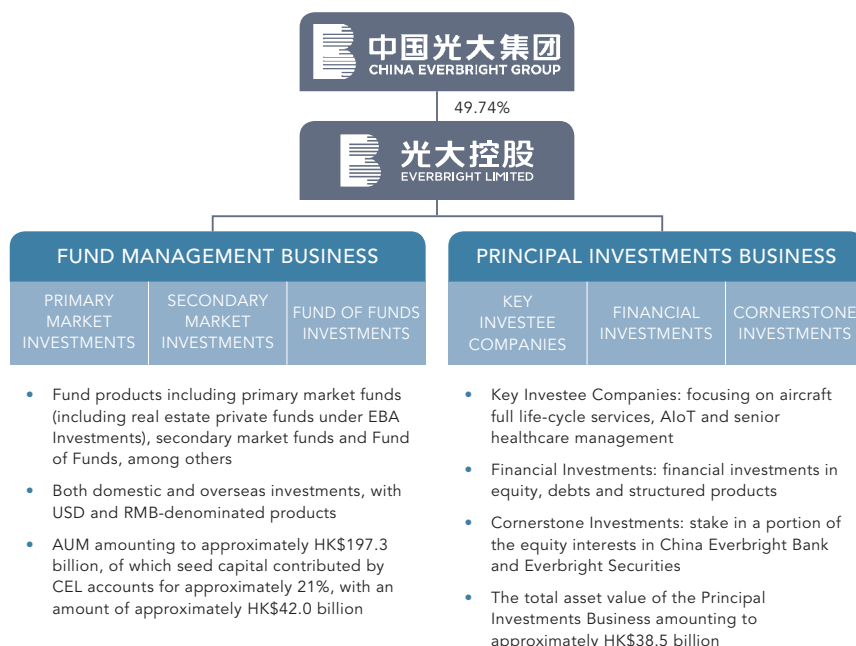 中国光大集团
CHINA EVERBRIGHT GROUP
49.74%
光大控股
EVERBRIGHT LIMITED
FUND MANAGEMENT BUSINESS
PRIMARY
MARKET
INVESTMENTS
SECONDARY
MARKET
INVESTMENTS
FUND OF FUNDS
INVESTMENTS
• Fund products including primary market funds
(including real estate private funds under EBA
Investments), secondary market funds and Fund
of Funds, among others
• Both domestic and overseas investments, with
USD and RMB-denominated products
• AUM amounting to approximately HK$197.3
billion, of which seed capital contributed by
CEL accounts for approximately 21%, with an
amount of approximately HK$42.0 billion
PRINCIPAL INVESTMENTS BUSINESS
KEY
INVESTEE
COMPANIES
FINANCIAL
INVESTMENTS
CORNERSTONE
INVESTMENTS
• Key Investee Companies: focusing on aircraft
full life-cycle services, AIoT and senior
healthcare management
• Financial Investments: financial investments in
equity, debts and structured products
• Cornerstone Investments: stake in a portion of
the equity interests in China Everbright Bank
and Everbright Securities
• The total asset value of the Principal
Investments Business amounting to
approximately HK$38.5 billion